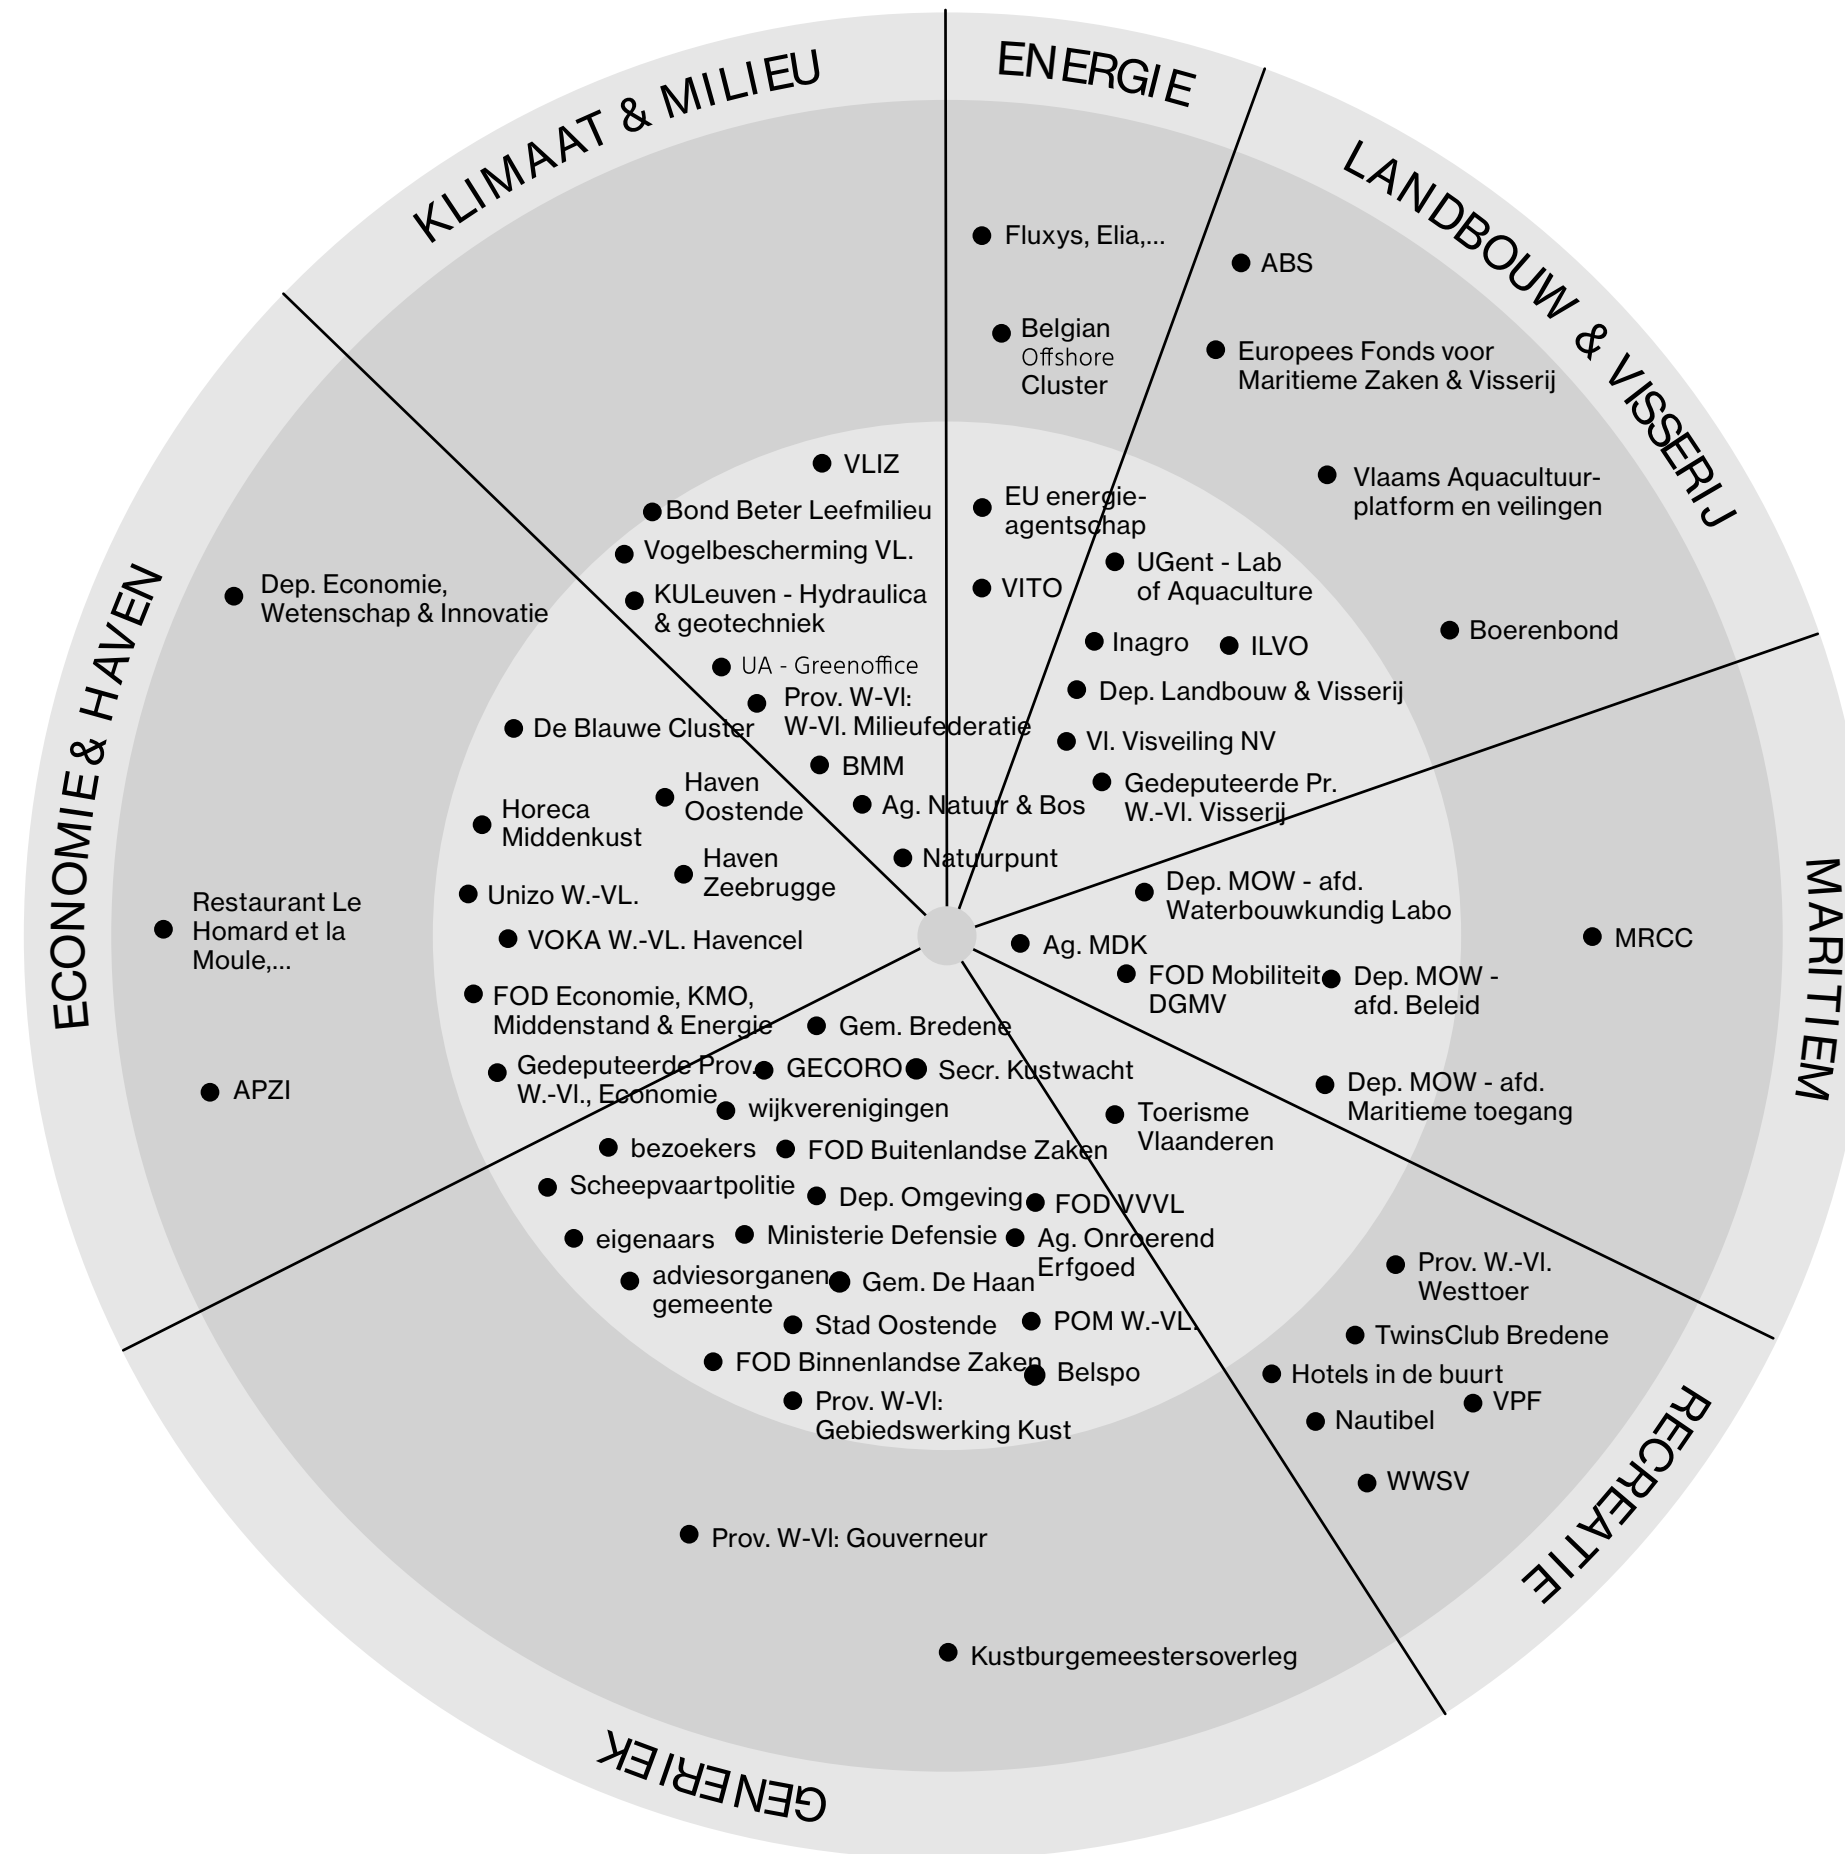 KLIMAAT & MILIEU
ENERGIE
LANDBOUW & VISSERIJ
MARITIEM
RECREATIE
GENERIEK
ECONOMIE & HAVEN
VLIZ
Bond Beter Leefmilieu
Vogelbescherming VL.
KULeuven - Hydraulica
& geotechniek
UA - Greenoffice
Prov. W-Vl:
W-Vl. Milieufederatie
BMM
Ag. Natuur & Bos
Natuurpunt
Fluxys, Elia,...
Belgian
Offshore
Cluster
EU energie-
agentschap
VITO
ABS
Europees Fonds voor
Maritieme Zaken & Visserij
Vlaams Aquacultuur-
platform en veilingen
Boerenbond
UGent - Lab
of Aquaculture
Inagro
ILVO
Dep. Landbouw & Visserij
Vl. Visveiling NV
Gedeputeerde Pr.
W.-Vl. Visserij
Dep. MOW - afd.
Waterbouwkundig Labo
Ag. MDK
MRCC
FOD Mobiliteit
DGMV
Dep. MOW -
afd. Beleid
Dep. MOW - afd.
Maritieme toegang
Toerisme
Vlaanderen
Prov. W.-Vl.
Westtoer
TwinsClub Bredene
Hotels in de buurt
VPF
Nautibel
WWSV
Gem. Bredene
GECORO
Secr. Kustwacht
wijkverenigingen
bezoekers
FOD Buitenlandse Zaken
Scheepvaartpolitie
Dep. Omgeving
FOD VVVL
eigenaars
Ministerie Defensie
Ag. Onroerend
Erfgoed
adviesorganen
gemeente
Gem. De Haan
Stad Oostende
POM W.-VL.
FOD Binnenlandse Zaken
Belspo
Prov. W-Vl:
Gebiedswerking Kust
Prov. W-Vl: Gouverneur
Kustburgemeestersoverleg
Dep. Economie,
Wetenschap & Innovatie
De Blauwe Cluster
Haven
Oostende
Horeca
Middenkust
Haven
Zeebrugge
Unizo W.-VL.
Restaurant Le
Homard et la
Moule,...
VOKA W.-VL. Havencel
FOD Economie, KMO,
Middenstand & Energie
Gedeputeerde Prov.
W.-Vl., Economie
APZI